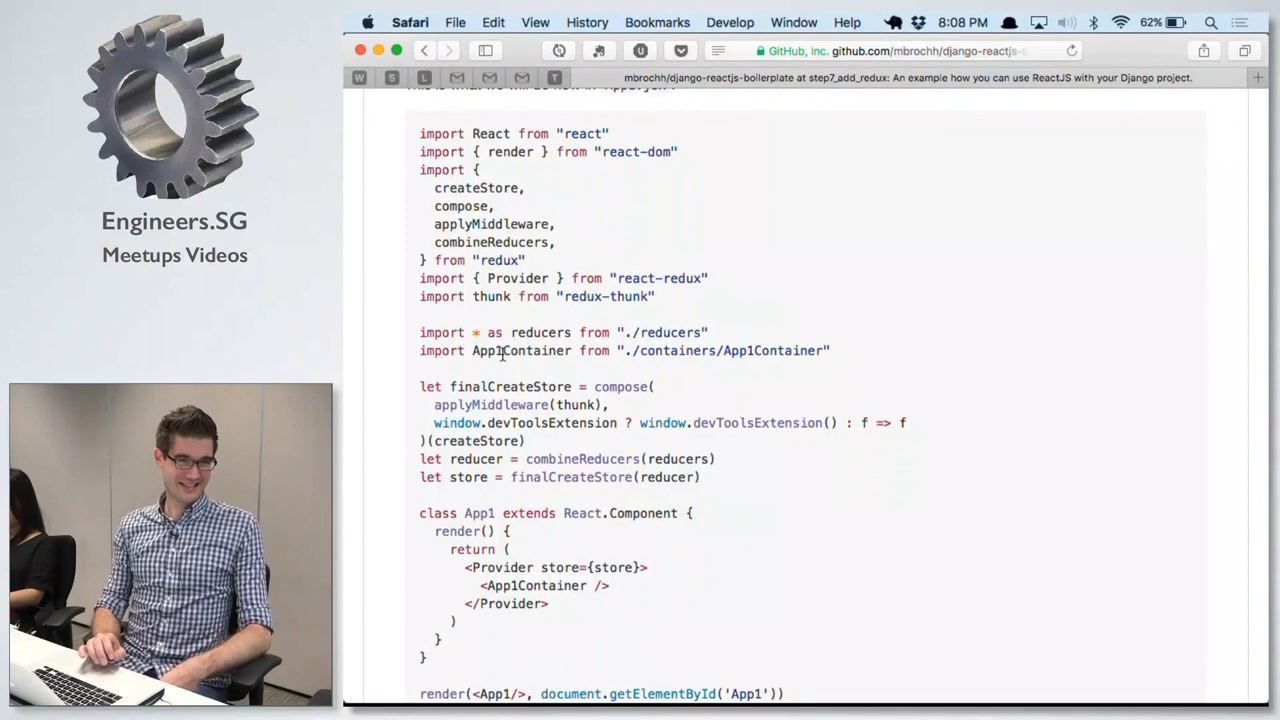 Safari File Edit View History Bookmarks Develop Window Help 8:08 PM 62%
GitHub, Inc. github.com/mbrochh/django-reactjs-
W 5 L T mbrochh/django-reactjs-boilerplate at step7_add_redux: An example how you can use ReactJS with your Django project.
import React from "react"
import { render } from "react-dom"
import {
createStore,
compose,
applyMiddleware,
combineReducers,
} from "redux"
import { Provider } from "react-redux"
import thunk from "redux-thunk"
import * as reducers from "./reducers"
import App1Container from "./containers/App1Container"
let finalCreateStore = compose(
applyMiddleware(thunk),
window.devToolsExtension ? window.devToolsExtension() : f => f
)(createStore)
let reducer = combineReducers(reducers)
let store = finalCreateStore(reducer)
class App1 extends React.Component {
render() {
return (
<Provider store={store}>
<App1Container />
</Provider>
)
}
}
render(<App1/>, document.getElementById('App1'))
Engineers.SG
Meetups Videos